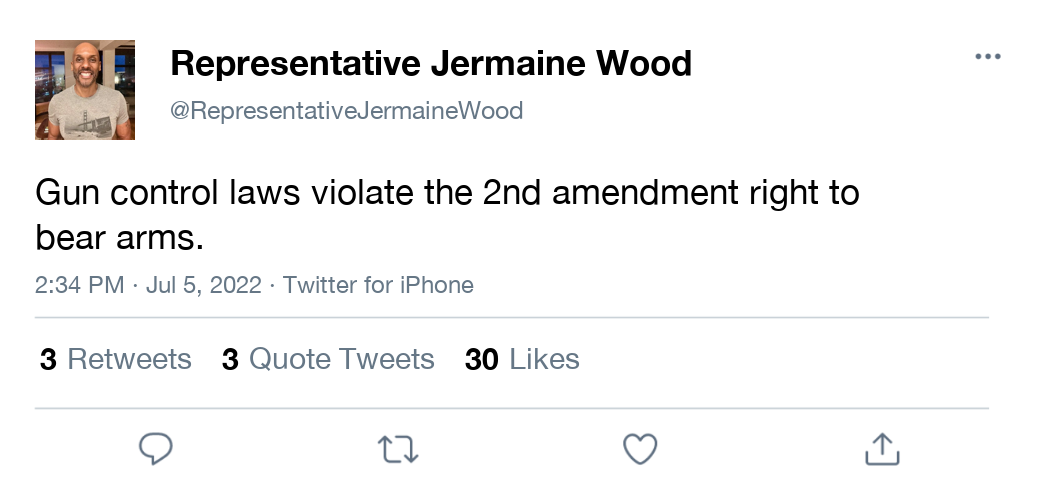 Representative Jermaine Wood
@RepresentativeJermaineWood
Gun control laws violate the 2nd amendment right to
bear arms.
2:34 PM · Jul 5, 2022 · Twitter for iPhone
3 Retweets 3 Quote Tweets 30 Likes